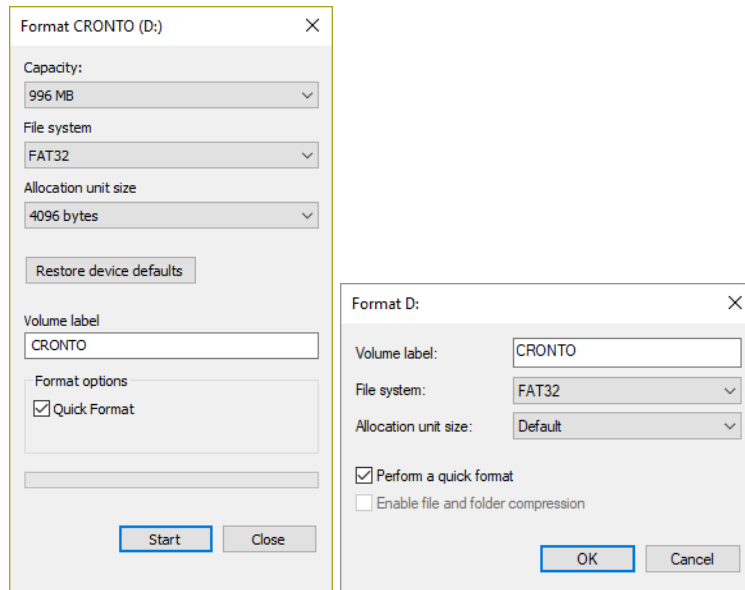 Format CRONTO (D:)
Capacity:
996 MB
File system
FAT32
Allocation unit size
4096 bytes
Restore device defaults
Volume label
CRONTO
Format options
Quick Format
Start
Close
Format D:
Volume label:
CRONTO
File system:
FAT32
Allocation unit size:
Default
Perform a quick format
Enable file and folder compression
OK
Cancel